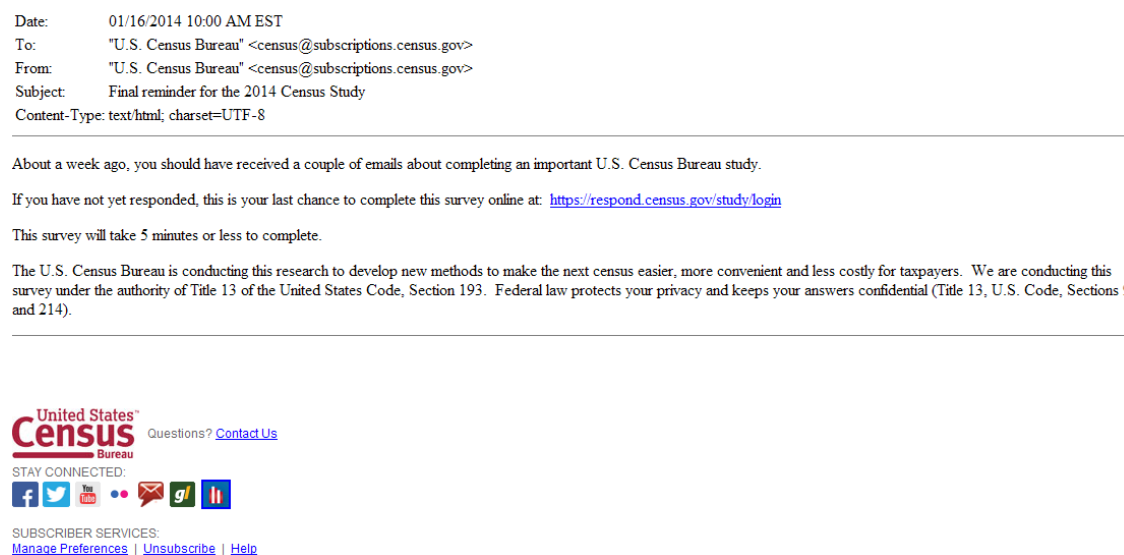 Date: 01/16/2014 10:00 AM EST
To: "U.S. Census Bureau" <census@subscriptions.census.gov>
From: "U.S. Census Bureau" <census@subscriptions.census.gov>
Subject: Final reminder for the 2014 Census Study
Content-Type: text/html; charset=UTF-8
About a week ago, you should have received a couple of emails about completing an important U.S. Census Bureau study.
If you have not yet responded, this is your last chance to complete this survey online at: https://respond.census.gov/study/login
This survey will take 5 minutes or less to complete.
The U.S. Census Bureau is conducting this research to develop new methods to make the next census easier, more convenient and less costly for taxpayers. We are conducting this
survey under the authority of Title 13 of the United States Code, Section 193. Federal law protects your privacy and keeps your answers confidential (Title 13, U.S. Code, Sections
and 214).
United States™
Census
Bureau
Questions? Contact Us
STAY CONNECTED:
f You Tube g/
SUBSCRIBER SERVICES:
Manage Preferences | Unsubscribe | Help